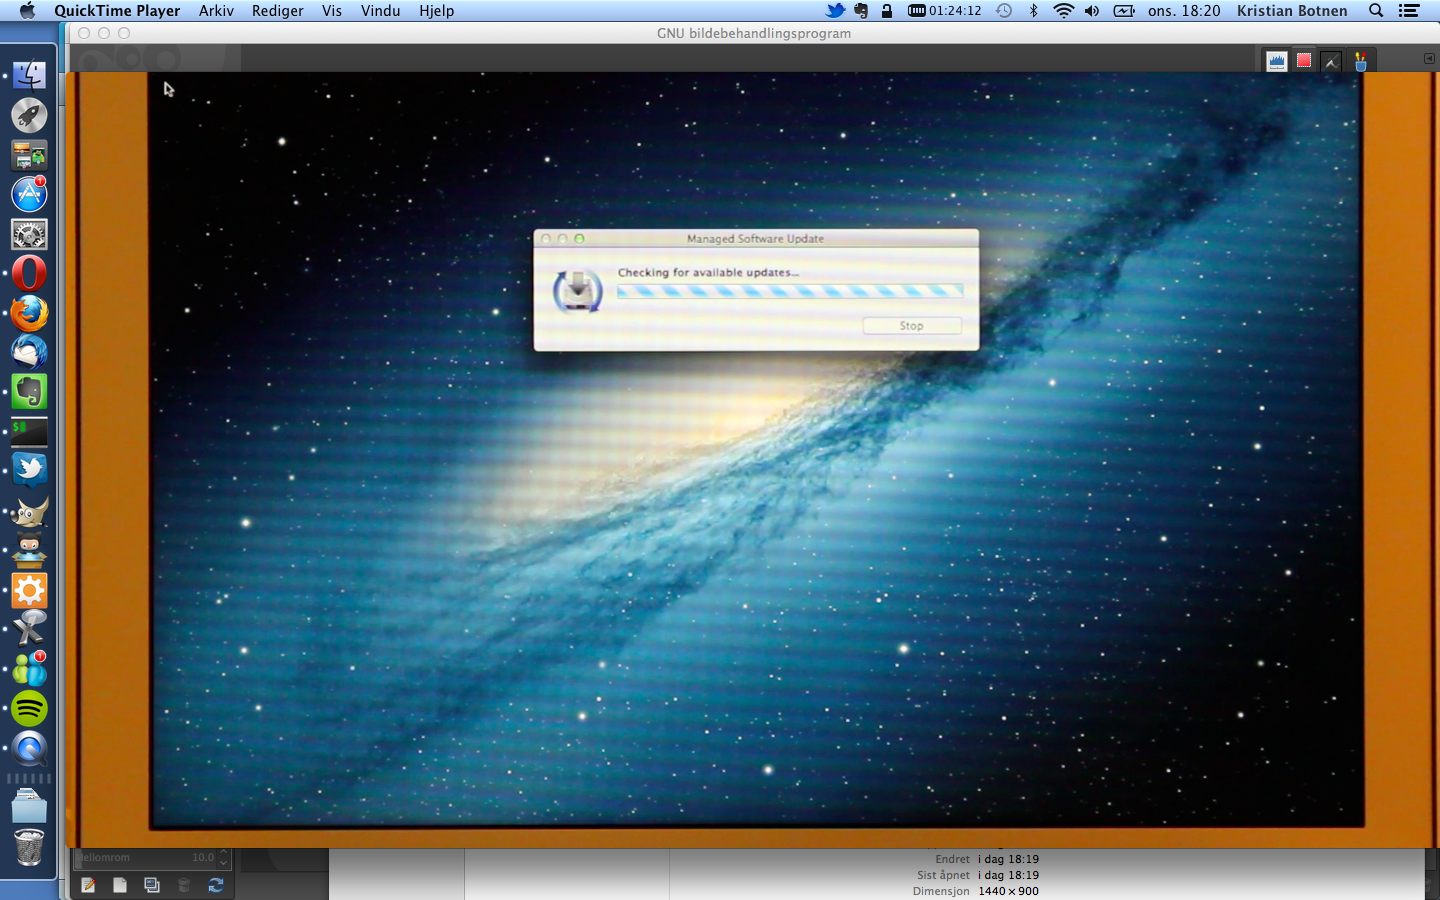 QuickTime Player Arkiv Rediger Vis Vindu Hjelp 01:24:12 ons. 18:20 Kristian Botnen
GNU bildebehandlingsprogram
1
Managed Software Update
Checking for available updates...
Stop
$
1
Mellomrom 10.0
Endret i dag 18:19
Sist åpnet i dag 18:19
Dimensjon 1440 × 900